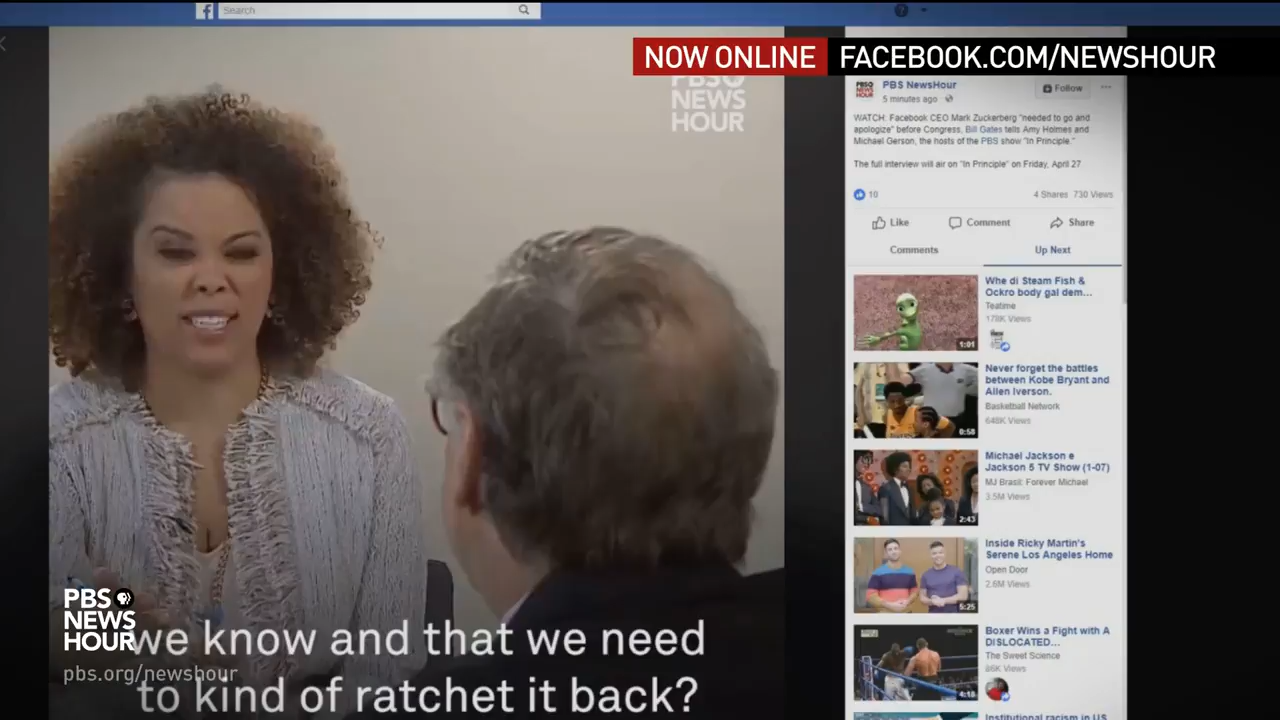 Search
NOW ONLINE
FACEBOOK.COM/NEWSHOUR
PBS
NEWS
HOUR
PBS NewsHour
5 minutes ago
Follow
WATCH: Facebook CEO Mark Zuckerberg "needed to go and
apologize" before Congress, Bill Gates tells Amy Holmes and
Michael Gerson, the hosts of the PBS show "In Principle."
The full interview will air on "In Principle" on Friday, April 27
10
4 Shares 730 Views
Like
Comment
Share
Comments
Up Next
Whe di Steam Fish &
Ockro body gal dem...
Teatime
178K Views
1:01
Never forget the battles
between Kobe Bryant and
Allen Iverson.
Basketball Network
648K Views
0:58
Michael Jackson e
Jackson 5 TV Show (1-07)
MJ Brasil: Forever Michael
3.5M Views
2:43
Inside Ricky Martin's
Serene Los Angeles Home
Open Door
2.6M Views
5:25
Boxer Wins a Fight with A
DISLOCATED...
The Sweet Science
86K Views
4:18
Institutional racism in US
PBS
NEWS
HOUR
pbs.org/newshour
we know and that we need
to kind of ratchet it back?